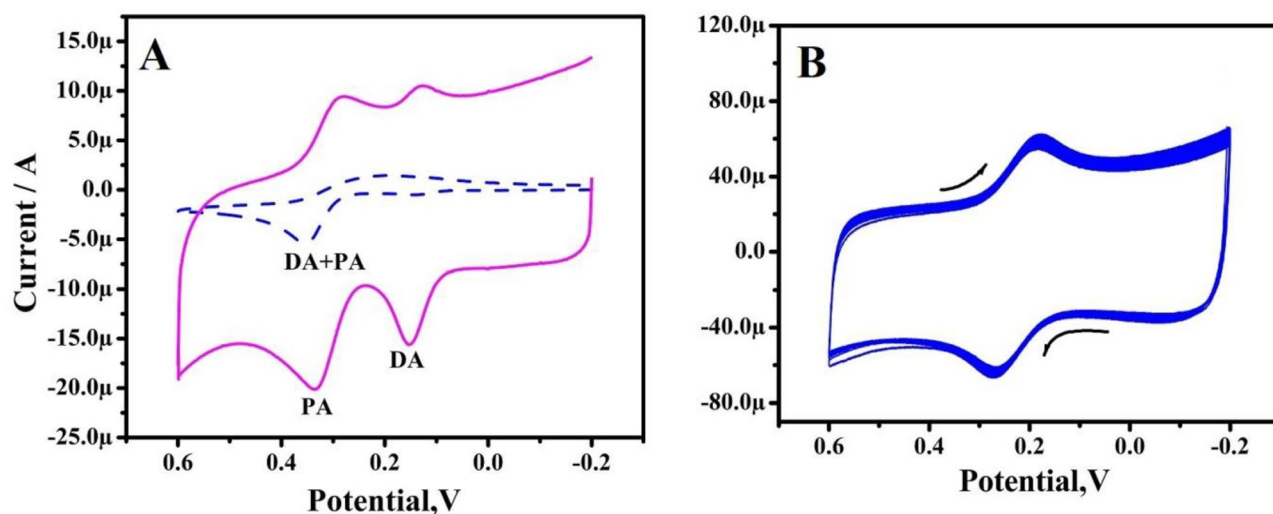 A
15.0µ
10.0µ
5.0µ
0.0
-5.0µ
-10.0µ
-15.0µ
-20.0µ
-25.0µ
Current / A
DA+PA
DA
PA
0.6
0.4
0.2
0.0
-0.2
Potential,V
B
120.0µ
80.0µ
40.0µ
0.0
-40.0µ
-80.0µ
0.6
0.4
0.2
0.0
-0.2
Potential,V